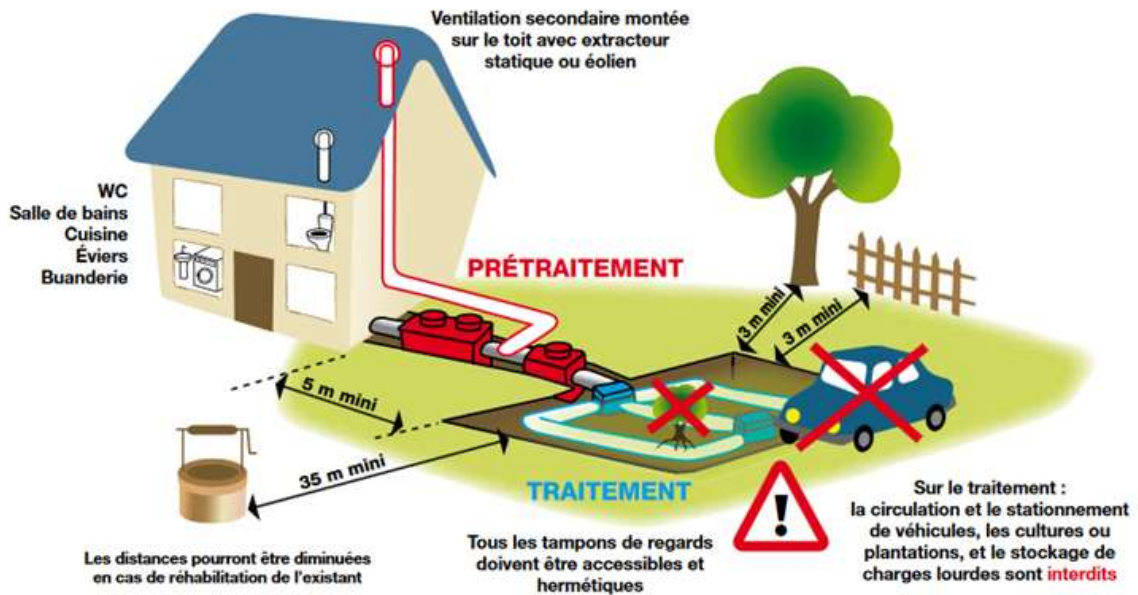 Ventilation secondaire montée
sur le toit avec extracteur
statique ou éolien
WC
Salle de bains
Cuisine
Éviers
Buanderie
PRÉTRAITEMENT
3 m mini
3 m mini
5 m mini
35 m mini
TRAITEMENT
Les distances pourront être diminuées
en cas de réhabilitation de l'existant
Tous les tampons de regards
doivent être accessibles et
hermétiques
!
Sur le traitement :
la circulation et le stationnement
de véhicules, les cultures ou
plantations, et le stockage de
charges lourdes sont interdits